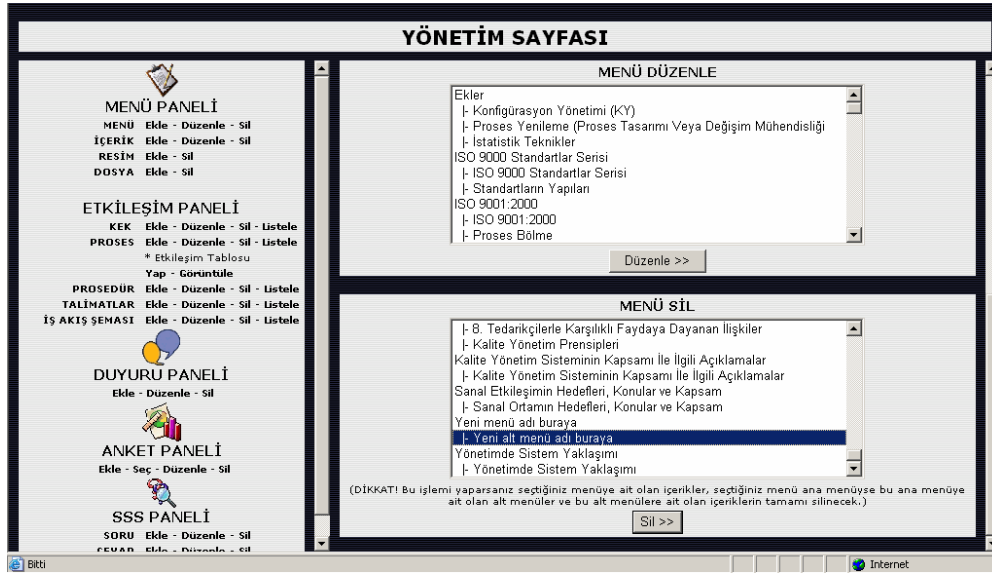 YÖNETİM SAYFASI
MENÜ PANELİ
MENÜ Ekle - Düzenle - Sil
İÇERİK Ekle - Düzenle - Sil
RESİM Ekle - Sil
DOSYA Ekle - Sil
ETKİLEŞİM PANELİ
KEK Ekle - Düzenle - Sil - Listele
PROSES Ekle - Düzenle - Sil - Listele
* Etkileşim Tablosu
Yap - Görüntüle
PROSEDÜR Ekle - Düzenle - Sil - Listele
TALİMATLAR Ekle - Düzenle - Sil - Listele
İŞ AKIŞ ŞEMASI Ekle - Düzenle - Sil - Listele
DUYURU PANELİ
Ekle - Düzenle - Sil
ANKET PANELİ
Ekle - Seç - Düzenle - Sil
SSS PANELİ
SORU Ekle - Düzenle - Sil
CEVAP Ekle - Düzenle - Sil
MENÜ DÜZENLE
Ekler
|- Konfigürasyon Yönetimi (KY)
|- Proses Yenileme (Proses Tasarımı Veya Değişim Mühendisliği
|- İstatistik Teknikler
ISO 9000 Standartlar Serisi
|- ISO 9000 Standartlar Serisi
|- Standartların Yapıları
ISO 9001:2000
|- ISO 9001:2000
|- Proses Bölme
Düzenle >>
MENÜ SİL
|- 8. Tedarikçilerle Karşılıklı Faydaya Dayanan İlişkiler
|- Kalite Yönetim Prensipleri
Kalite Yönetim Sisteminin Kapsamı İle İlgili Açıklamalar
|- Kalite Yönetim Sisteminin Kapsamı İle İlgili Açıklamalar
Sanal Etkileşimin Hedefleri, Konular ve Kapsam
|- Sanal Ortamın Hedefleri, Konular ve Kapsam
Yeni menü adı buraya
|- Yeni alt menü adı buraya
Yönetimde Sistem Yaklaşımı
|- Yönetimde Sistem Yaklaşımı
(DİKKAT! Bu işlemi yaparsanız seçtiğiniz menüye ait olan içerikler, seçtiğiniz menü ana menüyse bu ana menüye
ait olan alt menüler ve bu alt menülere ait olan içeriklerin tamamı silinecek.)
Sil >>
Bitti
Internet